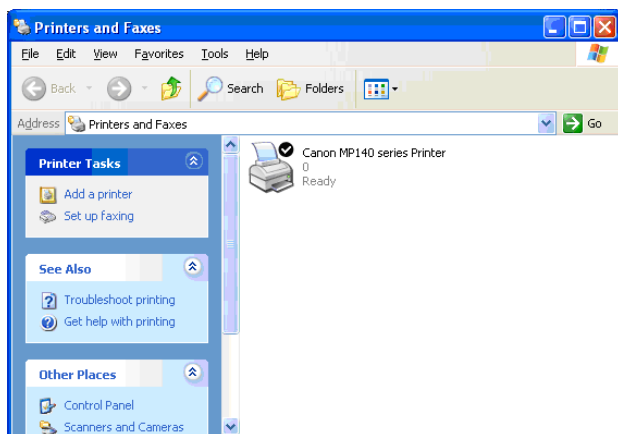 Printers and Faxes
File Edit View Favorites Tools Help
Back Search Folders
Address Printers and Faxes Go
Printer Tasks
Add a printer
Set up faxing
See Also
Troubleshoot printing
Get help with printing
Other Places
Control Panel
Scanners and Cameras
Canon MP140 series Printer
0
Ready